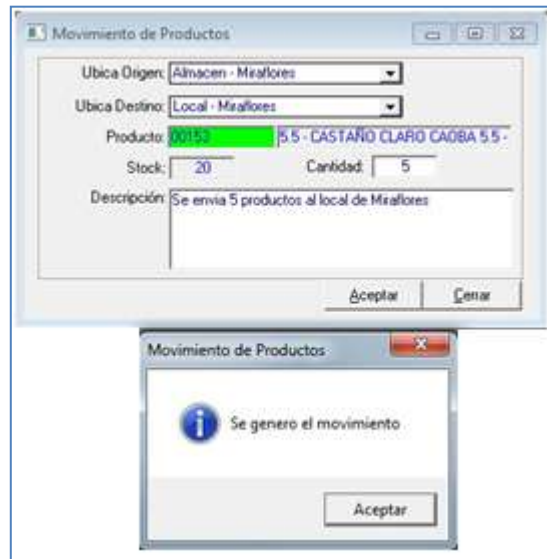 Movimiento de Productos
Ubica Origen: Almacen - Miraflores
Ubica Destino: Local - Miraflores
Producto: 00153 5.5 - CASTAÑO CLARO CAOBA 5.5 -
Stock: 20 Cantidad: 5
Descripción: Se envia 5 productos al local de Miraflores
Aceptar Cerrar
Movimiento de Productos
Se genero el movimiento
Aceptar